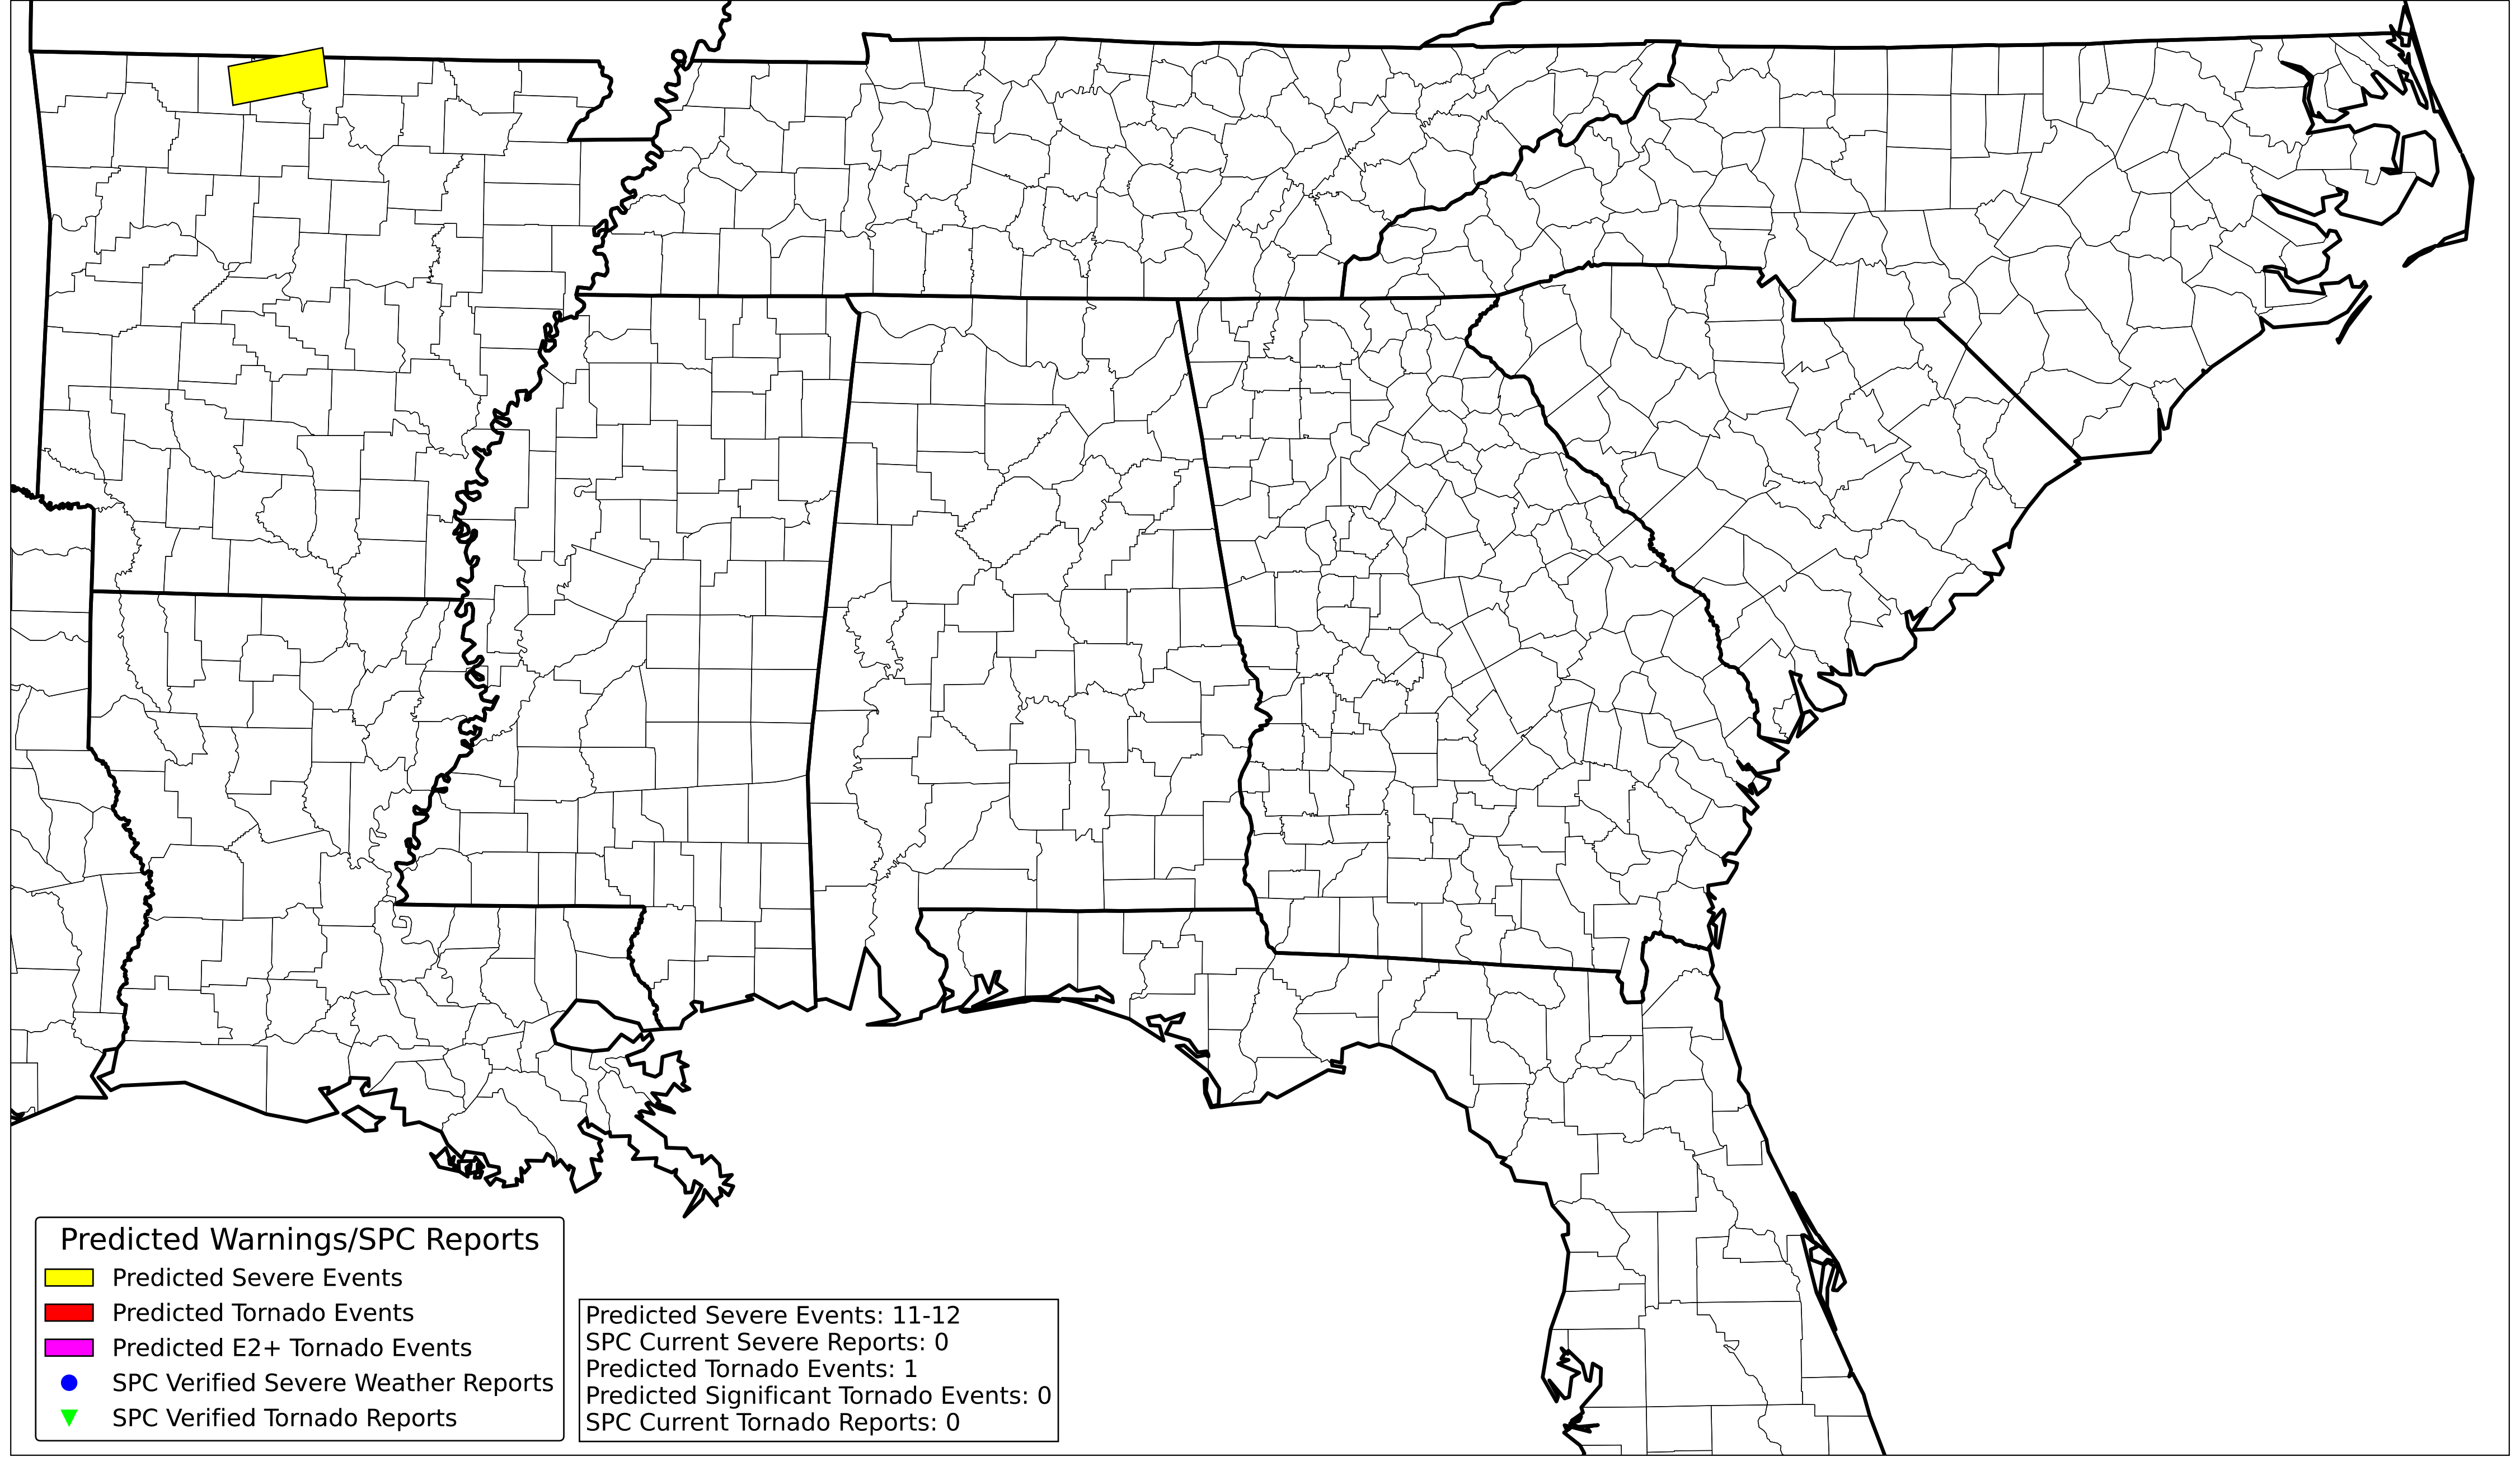 Predicted Warnings/SPC Reports
Predicted Severe Events
Predicted Tornado Events
Predicted E2+ Tornado Events
SPC Verified Severe Weather Reports
SPC Verified Tornado Reports
Predicted Severe Events: 11-12
SPC Current Severe Reports: 0
Predicted Tornado Events: 1
Predicted Significant Tornado Events: 0
SPC Current Tornado Reports: 0